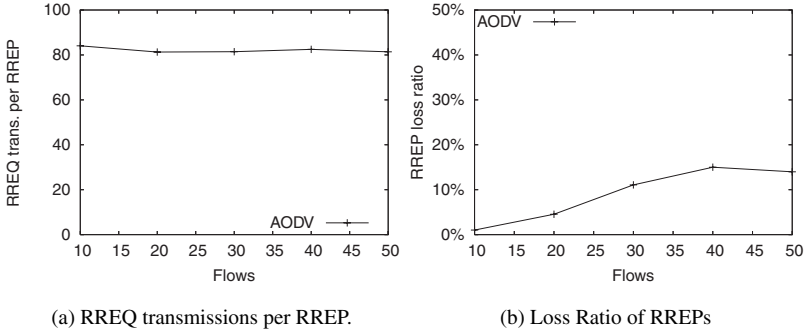 RREQ trans. per RREP
100
80
60
40
20
0
AODV
10 15 20 25 30 35 40 45 50
Flows
(a) RREQ transmissions per RREP.
RREP loss ratio
50%
40%
30%
20%
10%
0%
AODV
10 15 20 25 30 35 40 45 50
Flows
(b) Loss Ratio of RREPs